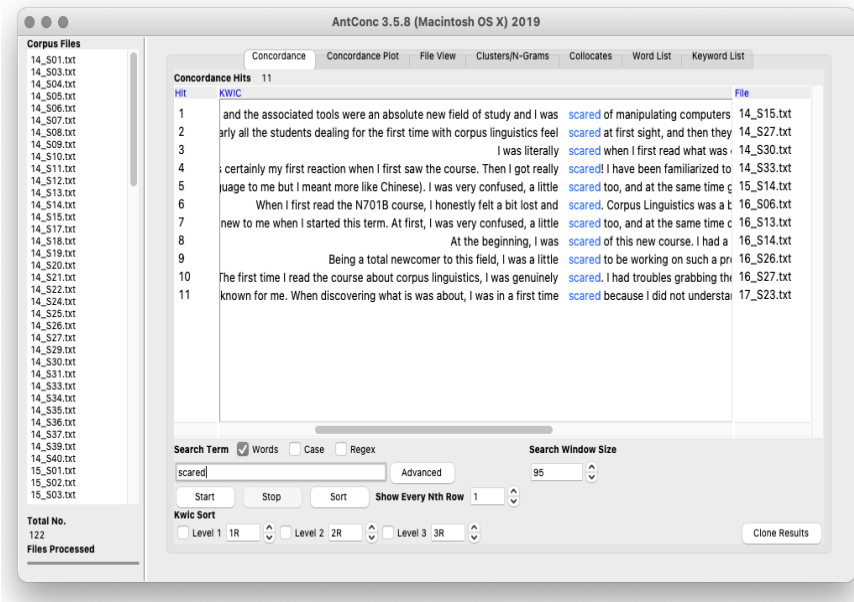 AntConc 3.5.8 (Macintosh OS X) 2019
Corpus Files
14_S01.txt
14_S03.txt
14_S04.txt
14_S05.txt
14_S06.txt
14_S07.txt
14_S08.txt
14_S09.txt
14_S10.txt
14_S11.txt
14_S12.txt
14_S13.txt
14_S14.txt
14_S15.txt
14_S17.txt
14_S18.txt
14_S19.txt
14_S20.txt
14_S21.txt
14_S22.txt
14_S24.txt
14_S25.txt
14_S26.txt
14_S27.txt
14_S29.txt
14_S30.txt
14_S31.txt
14_S33.txt
14_S34.txt
14_S35.txt
14_S36.txt
14_S37.txt
14_S39.txt
14_S40.txt
15_S01.txt
15_S02.txt
15_S03.txt
Total No.
122
Files Processed
Concordance Concordance Plot File View Clusters/N-Grams Collocates Word List Keyword List
Concordance Hits 11
Hit KWIC File
1 and the associated tools were an absolute new field of study and I was scared of manipulating computers 14_S15.txt
2 arly all the students dealing for the first time with corpus linguistics feel scared at first sight, and then they 14_S27.txt
3 I was literally scared when I first read what was 14_S30.txt
4 certainly my first reaction when I first saw the course. Then I got really scared! I have been familiarized to 14_S33.txt
5 uage to me but I meant more like Chinese). I was very confused, a little scared too, and at the same time g 15_S14.txt
6 When I first read the N701B course, I honestly felt a bit lost and scared. Corpus Linguistics was a b 16_S06.txt
7 new to me when I started this term. At first, I was very confused, a little scared too, and at the same time c 16_S13.txt
8 At the beginning, I was scared of this new course. I had a 16_S14.txt
9 Being a total newcomer to this field, I was a little scared to be working on such a pr 16_S26.txt
10 The first time I read the course about corpus linguistics, I was genuinely scared. I had troubles grabbing the 16_S27.txt
11 known for me. When discovering what is was about, I was in a first time scared because I did not understa 17_S23.txt
Search Term Words Case Regex Search Window Size
scared Advanced 95
Start Stop Sort Show Every Nth Row 1
Kwic Sort
Level 1 1R Level 2 2R Level 3 3R Clone Results